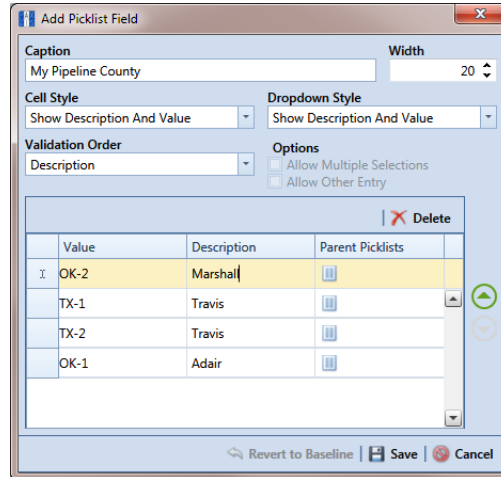 Add Picklist Field
Caption
Width
My Pipeline County
20
Cell Style
Dropdown Style
Show Description And Value
Show Description And Value
Validation Order
Options
Description
Allow Multiple Selections
Allow Other Entry
Delete
Value Description Parent Picklists
OK-2 Marshall
TX-1 Travis
TX-2 Travis
OK-1 Adair
Revert to Baseline | Save | Cancel